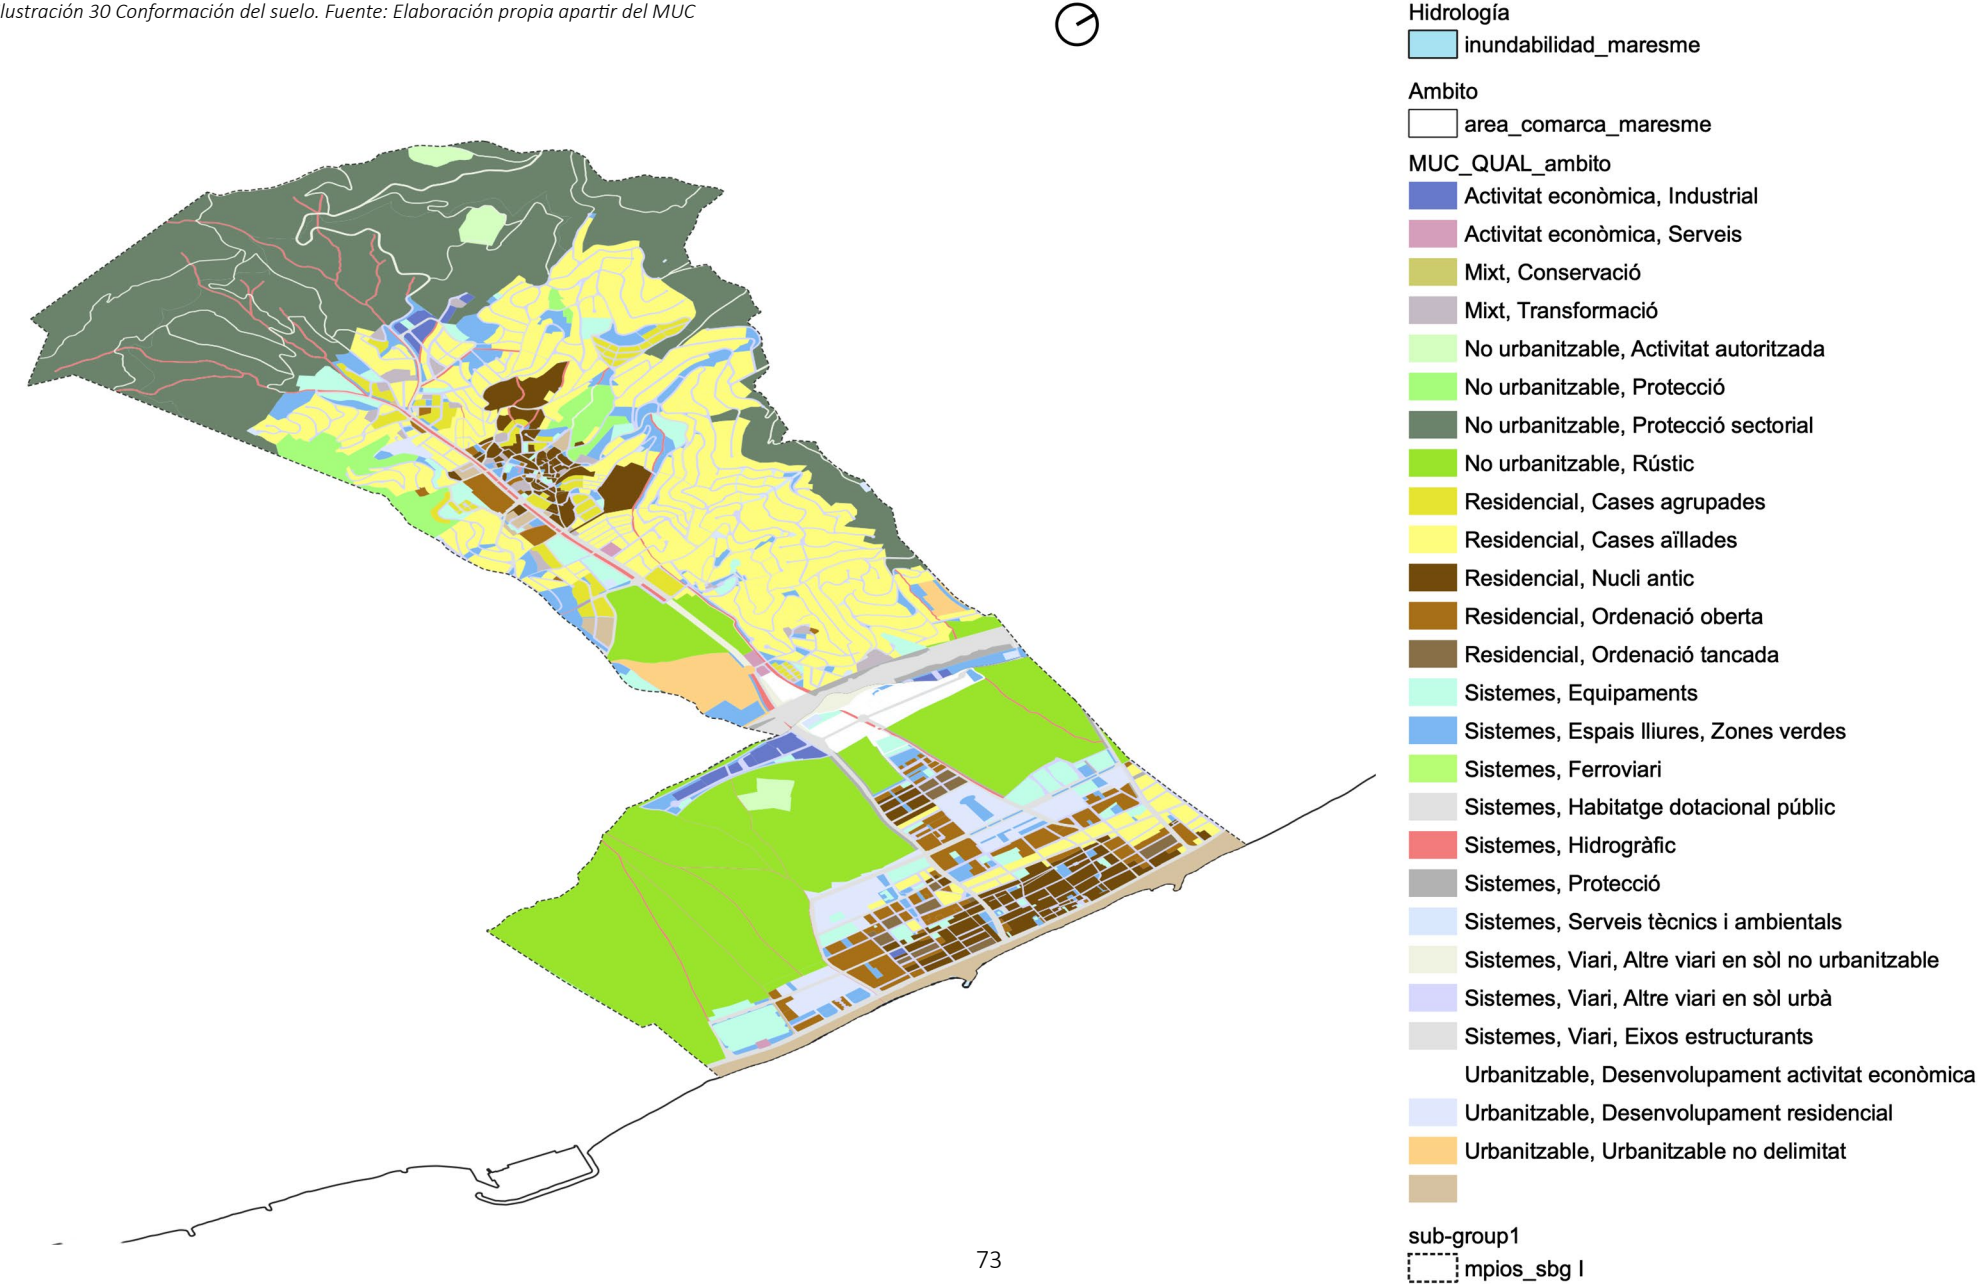 lustración 30 Conformación del suelo. Fuente: Elaboración propia apartir del MUC
Hidrología
inundabilidad_maresme
Ambito
area_comarca_maresme
MUC_QUAL_ambito
Activitat econòmica, Industrial
Activitat econòmica, Serveis
Mixt, Conservació
Mixt, Transformació
No urbanitzable, Activitat autoritzada
No urbanitzable, Protecció
No urbanitzable, Protecció sectorial
No urbanitzable, Rústic
Residencial, Cases agrupades
Residencial, Cases aïllades
Residencial, Nucli antic
Residencial, Ordenació oberta
Residencial, Ordenació tancada
Sistemes, Equipaments
Sistemes, Espais lliures, Zones verdes
Sistemes, Ferroviari
Sistemes, Habitatge dotacional públic
Sistemes, Hidrogràfic
Sistemes, Protecció
Sistemes, Serveis tècnics i ambientals
Sistemes, Viari, Altre viari en sòl no urbanitzable
Sistemes, Viari, Altre viari en sòl urbà
Sistemes, Viari, Eixos estructurants
Urbanitzable, Desenvolupament activitat econòmica
Urbanitzable, Desenvolupament residencial
Urbanitzable, Urbanitzable no delimitat
sub-group1
mpios_sbg I
73